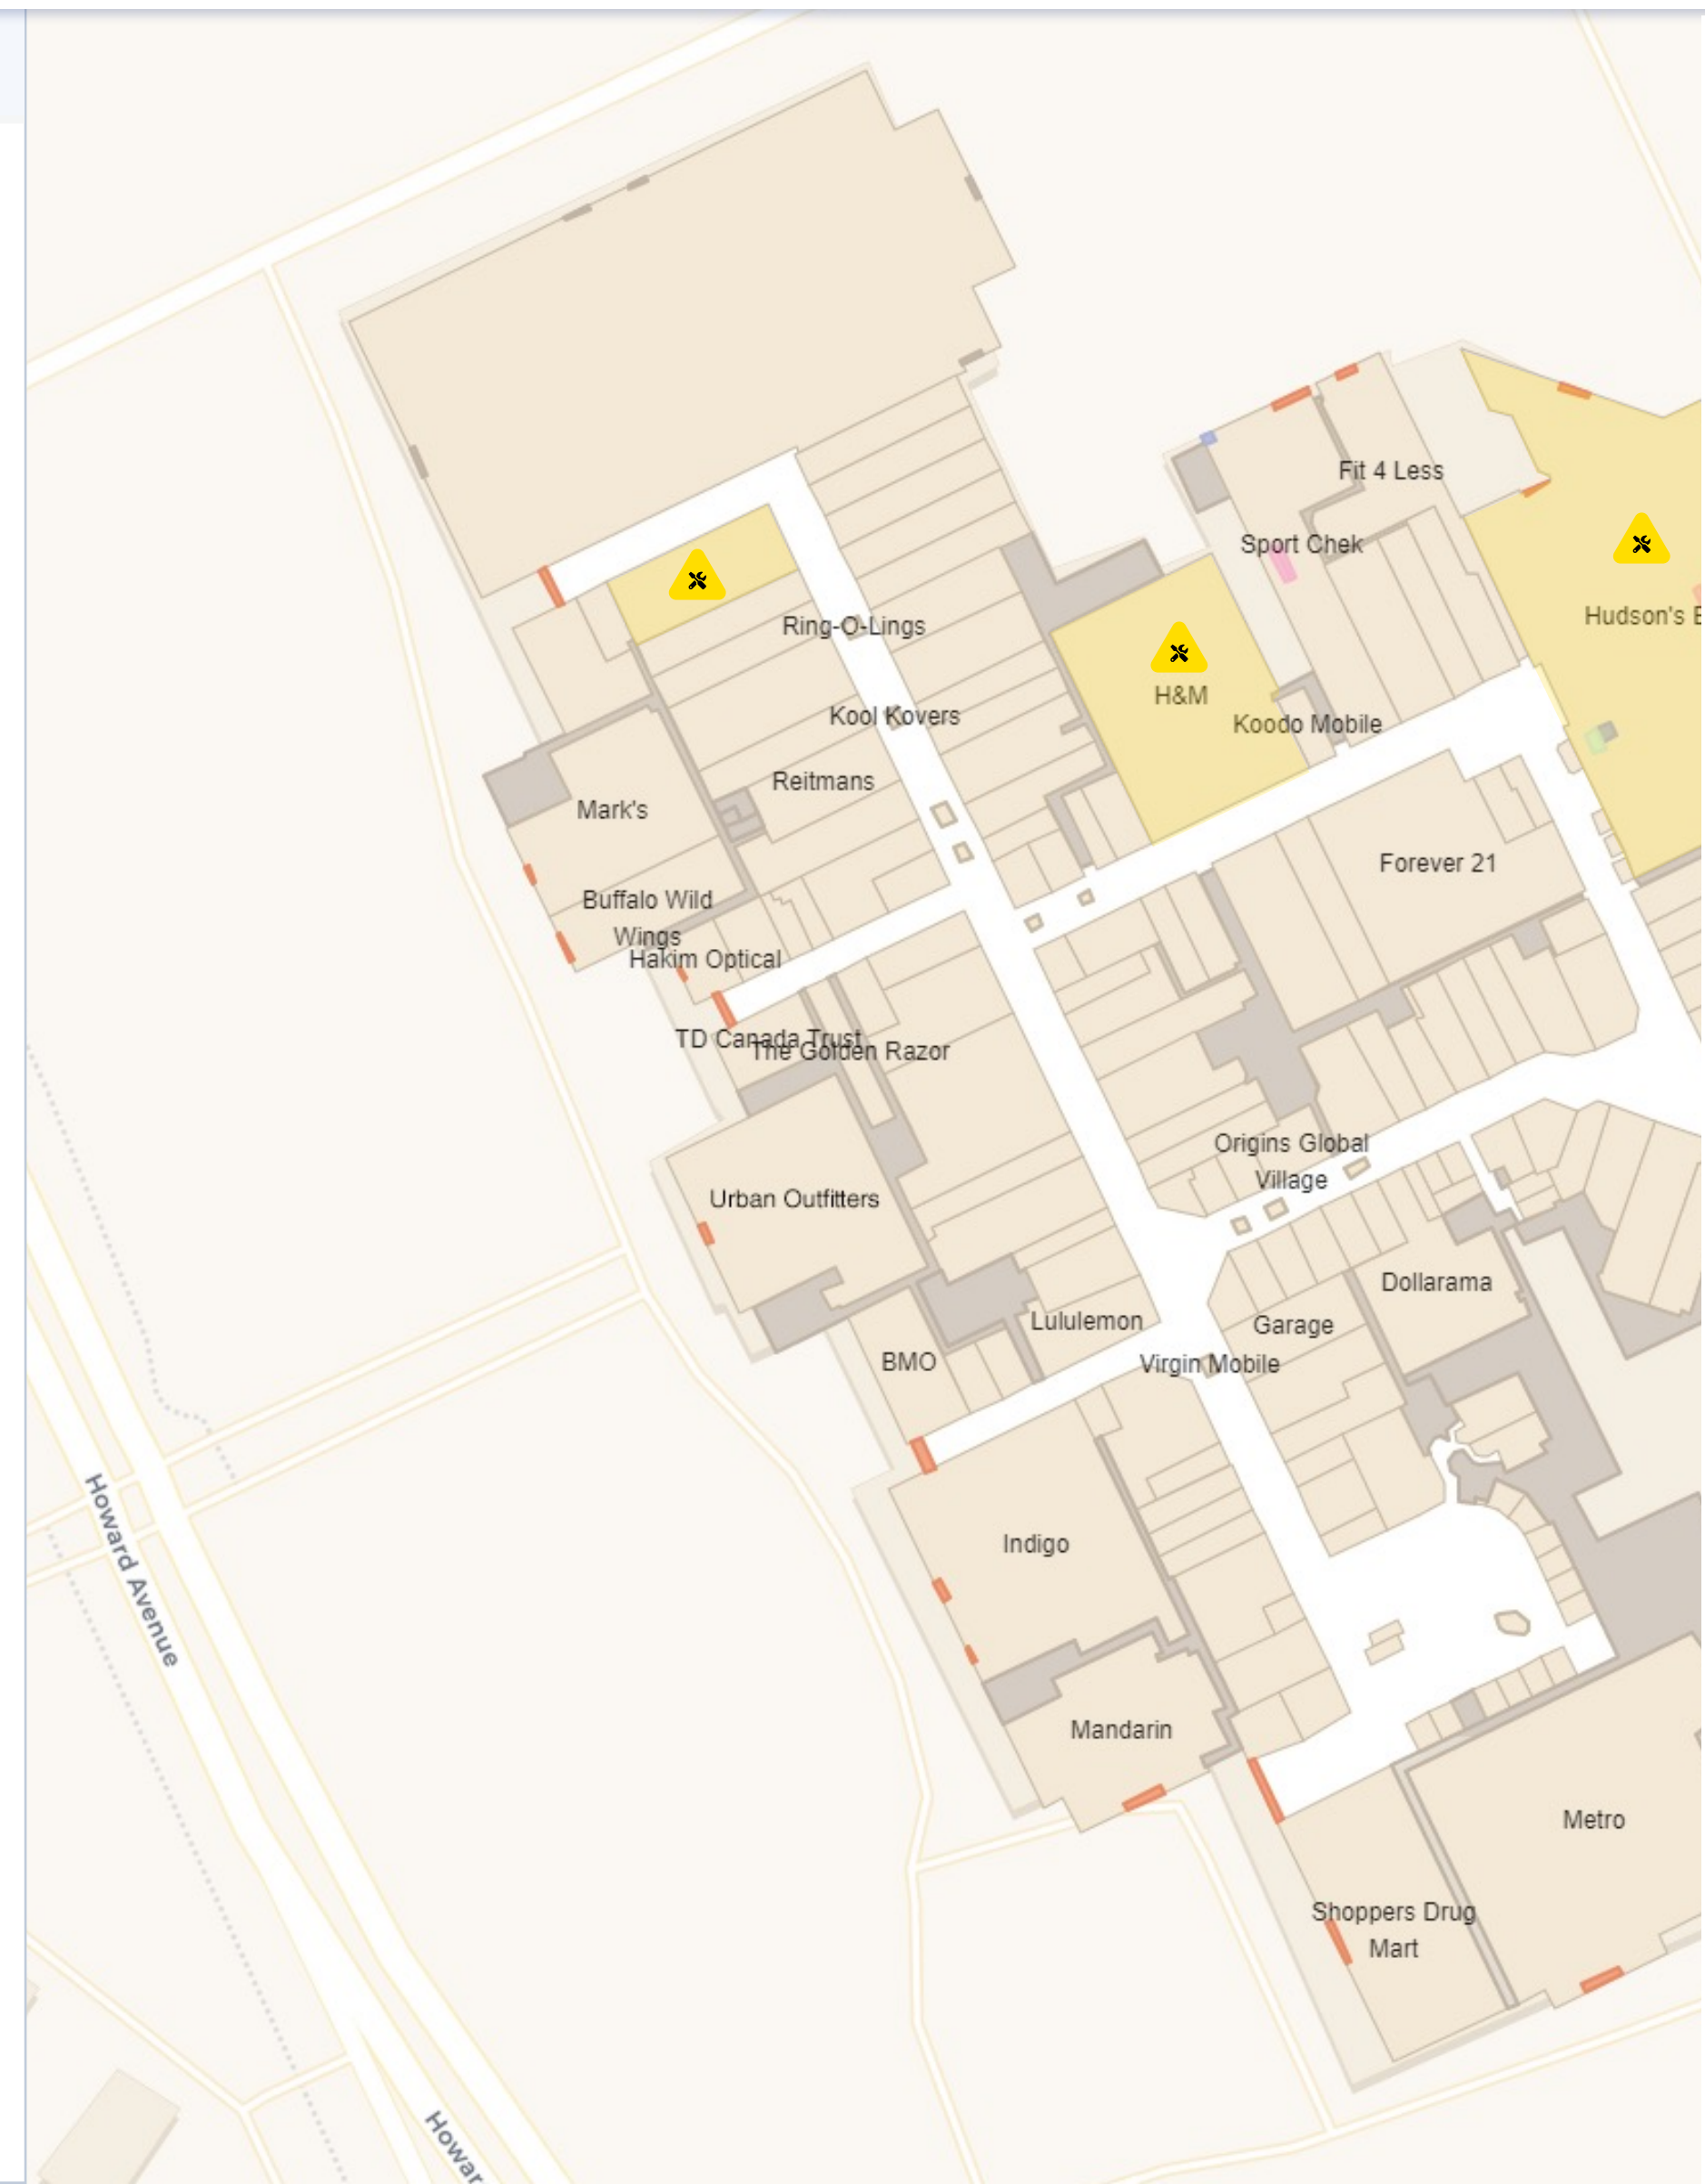 Fit 4 Less
Sport Chek
Hudson's
Ring-O-Lings
H&M
Kool Kovers
Koodo Mobile
Reitmans
Mark's
Forever 21
Buffalo Wild
Wings
Hakim Optical
TD Canada Trust
The Golden Razor
Origins Global
Village
Urban Outfitters
Dollarama
Lululemon
Garage
BMO
Virgin Mobile
Howard Avenue
Indigo
Mandarin
Metro
Shoppers Drug
Mart
Howar